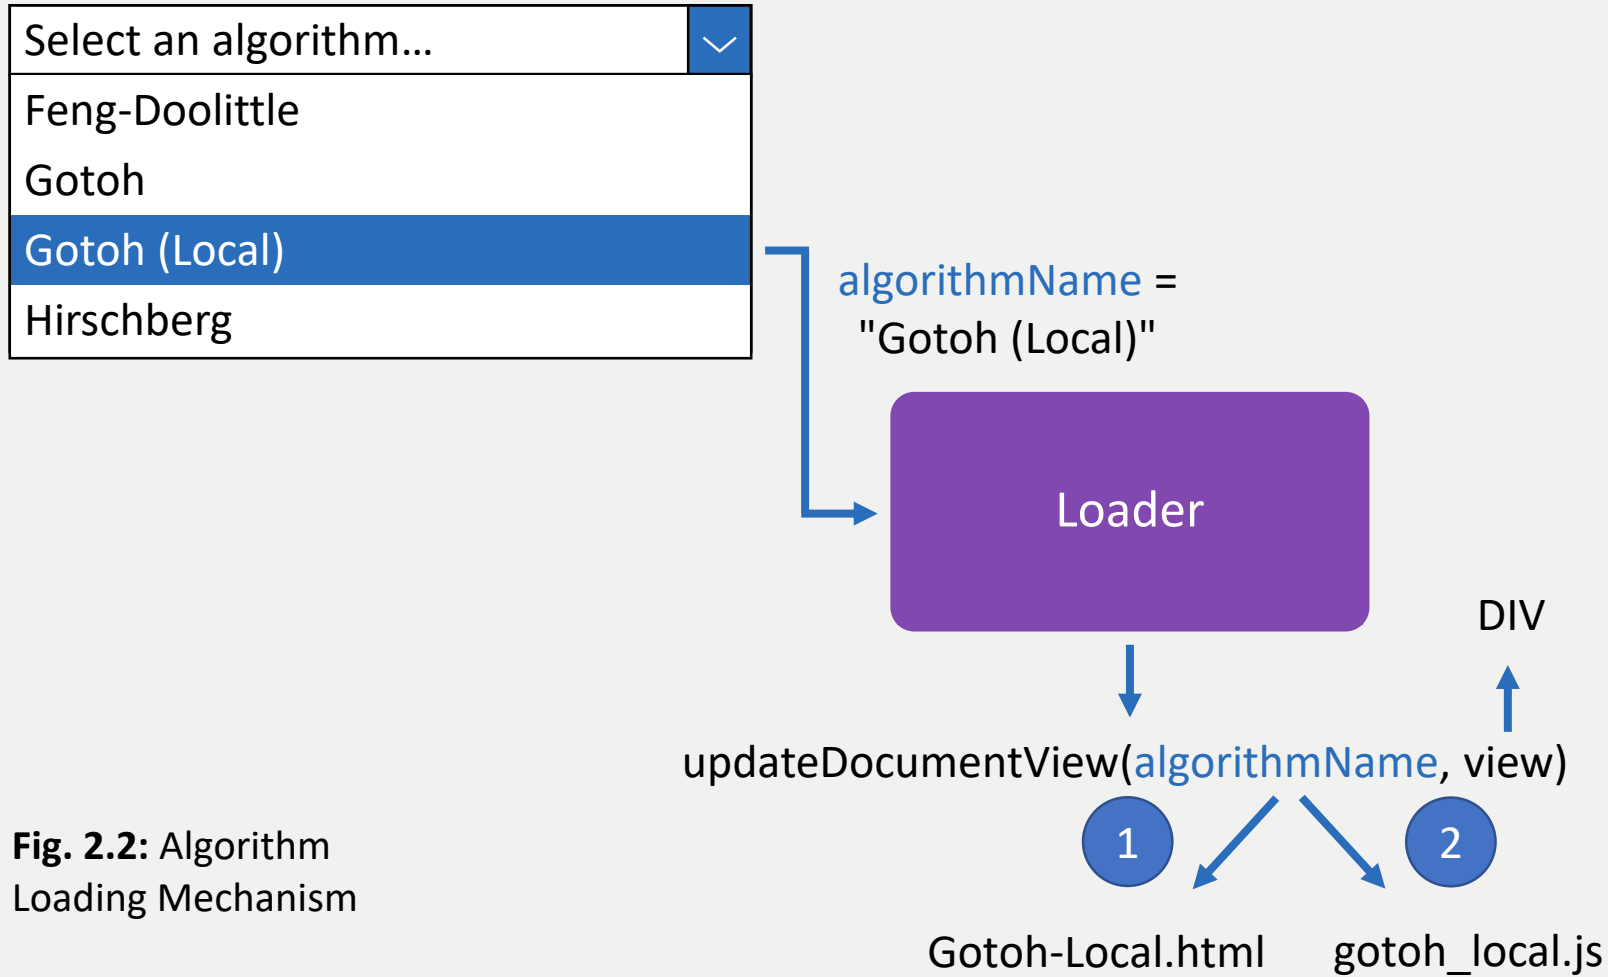 Select an algorithm...
Feng-Doolittle
Gotoh
Gotoh (Local)
Hirschberg
algorithmName =
"Gotoh (Local)"
Loader
DIV
updateDocumentView(algorithmName, view)
1
2
Gotoh-Local.html
gotoh_local.js
Fig. 2.2: Algorithm
Loading Mechanism